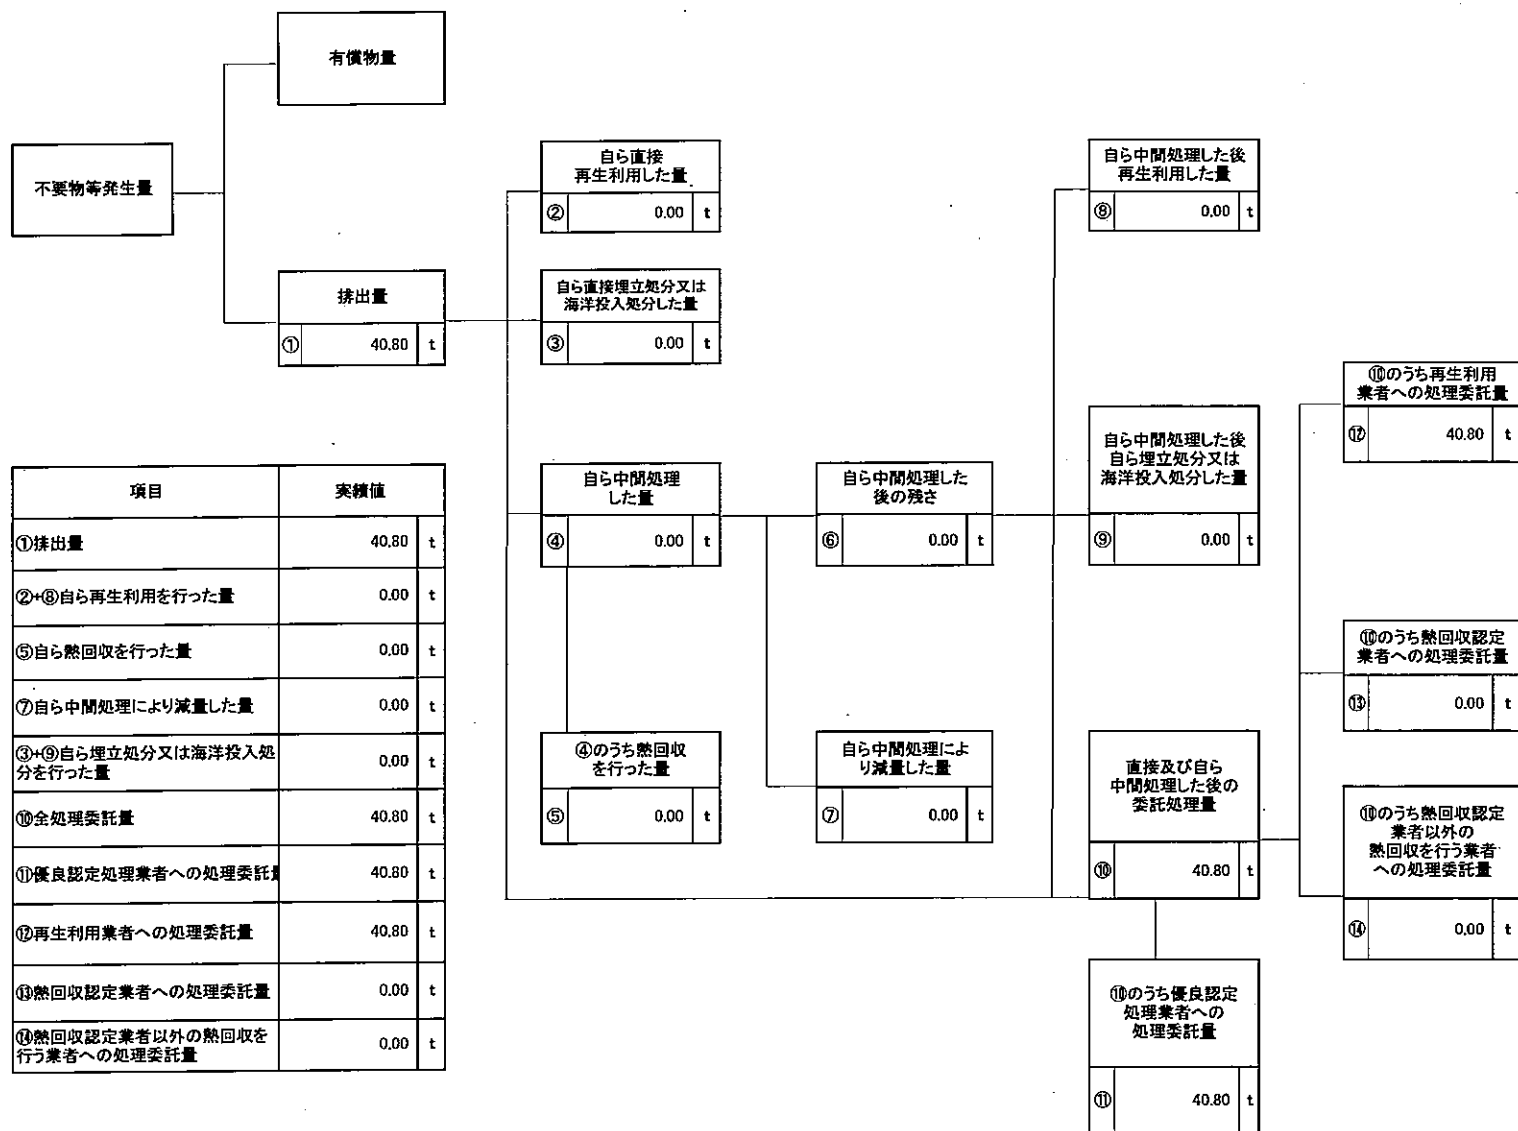 有償物量
不要物等発生量
排出量
① 40.80 t
自ら直接
再生利用した量
② 0.00 t
自ら直接埋立処分又は
海洋投入処分した量
③ 0.00 t
自ら中間処理
した量
④ 0.00 t
④のうち熱回収
を行った量
⑤ 0.00 t
自ら中間処理した
後の残さ
⑥ 0.00 t
自ら中間処理によ
り減量した量
⑦ 0.00 t
自ら中間処理した後
再生利用した量
⑧ 0.00 t
自ら中間処理した後
自ら埋立処分又は
海洋投入処分した量
⑨ 0.00 t
直接及び自ら
中間処理した後の
委託処理量
⑩ 40.80 t
⑩のうち優良認定
処理業者への
処理委託量
⑪ 40.80 t
⑩のうち再生利用
業者への処理委託量
⑫ 40.80 t
⑩のうち熱回収認定
業者への処理委託量
⑬ 0.00 t
⑩のうち熱回収認定
業者以外の
熱回収を行う業者
への処理委託量
⑭ 0.00 t
項目 実績値
①排出量 40.80 t
②+⑧自ら再生利用を行った量 0.00 t
⑤自ら熱回収を行った量 0.00 t
⑦自ら中間処理により減量した量 0.00 t
③+⑨自ら埋立処分又は海洋投入処
分を行った量 0.00 t
⑩全処理委託量 40.80 t
⑪優良認定処理業者への処理委託量 40.80 t
⑫再生利用業者への処理委託量 40.80 t
⑬熱回収認定業者への処理委託量 0.00 t
⑭熱回収認定業者以外の熱回収を
行う業者への処理委託量 0.00 t